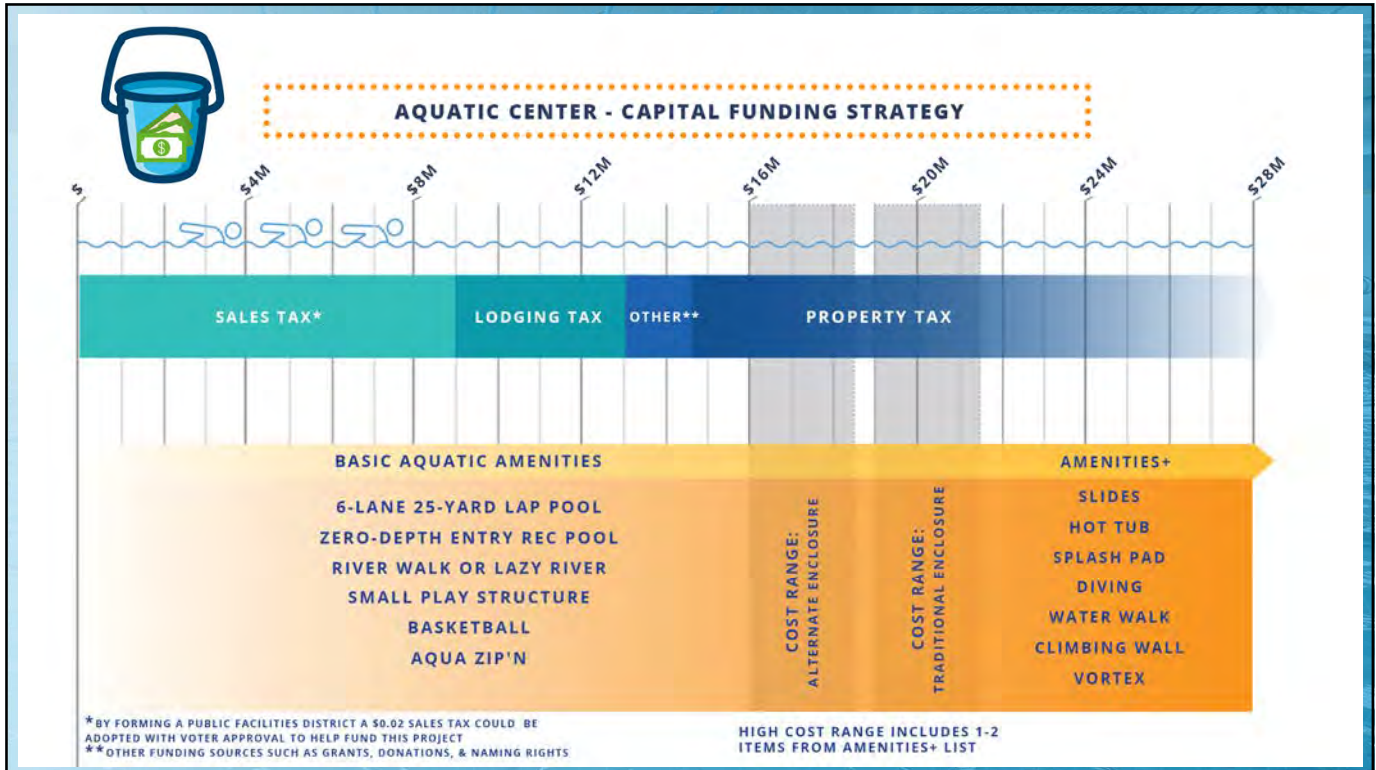 AQUATIC CENTER - CAPITAL FUNDING STRATEGY
$
$4M
$8M
$12M
$16M
$20M
$24M
$28M
SALES TAX*
LODGING TAX
OTHER**
PROPERTY TAX
BASIC AQUATIC AMENITIES
6-LANE 25-YARD LAP POOL
ZERO-DEPTH ENTRY REC POOL
RIVER WALK OR LAZY RIVER
SMALL PLAY STRUCTURE
BASKETBALL
AQUA ZIP'N
COST RANGE:
ALTERNATE ENCLOSURE
COST RANGE:
TRADITIONAL ENCLOSURE
AMENITIES+
SLIDES
HOT TUB
SPLASH PAD
DIVING
WATER WALK
CLIMBING WALL
VORTEX
*BY FORMING A PUBLIC FACILITIES DISTRICT A $0.02 SALES TAX COULD BE
ADOPTED WITH VOTER APPROVAL TO HELP FUND THIS PROJECT
**OTHER FUNDING SOURCES SUCH AS GRANTS, DONATIONS, & NAMING RIGHTS
HIGH COST RANGE INCLUDES 1-2
ITEMS FROM AMENITIES+ LIST